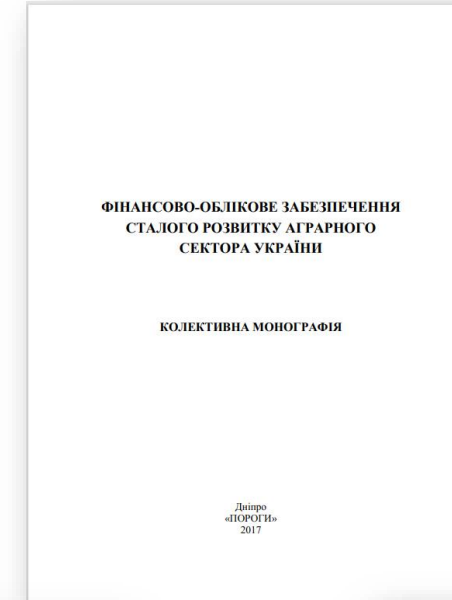 ФІНАНСОВО-ОБЛІКОВЕ ЗАБЕЗПЕЧЕННЯ
СТАЛОГО РОЗВИТКУ АГРАРНОГО
СЕКТОРА УКРАЇНИ
КОЛЕКТИВНА МОНОГРАФІЯ
Дніпро
«ПОРОГИ»
2017